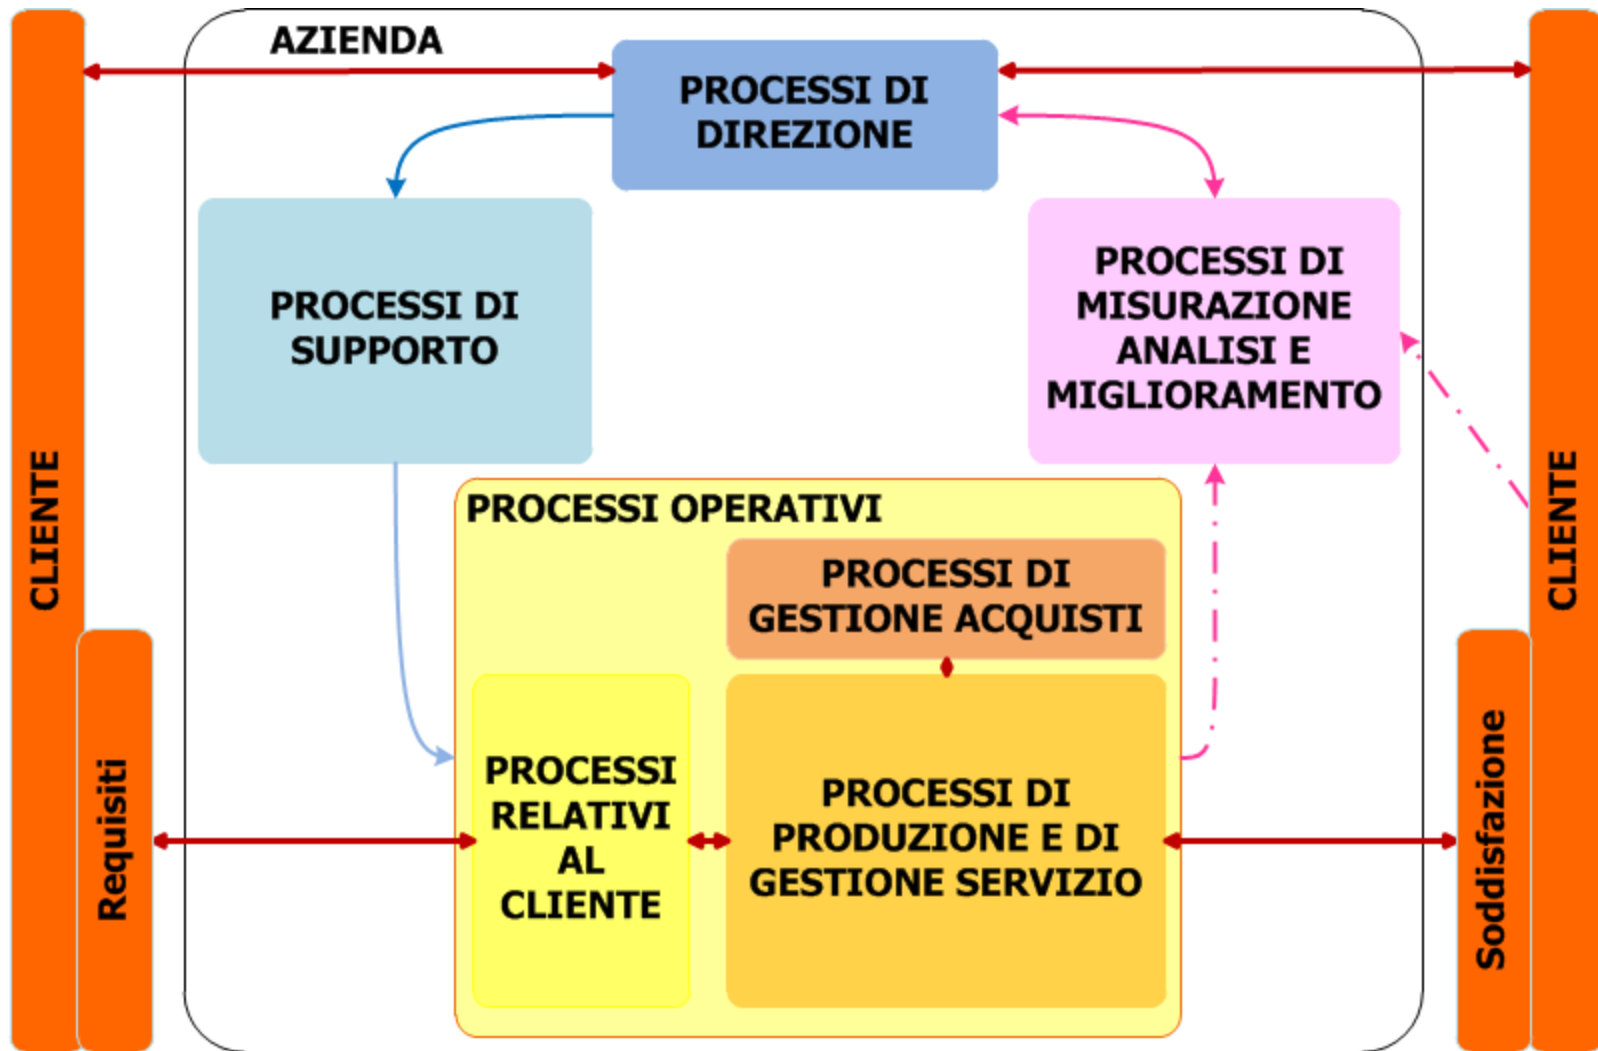 AZIENDA
PROCESSI DI
DIREZIONE
PROCESSI DI
SUPPORTO
PROCESSI DI
MISURAZIONE
ANALISI E
MIGLIORAMENTO
CLIENTE
CLIENTE
PROCESSI OPERATIVI
PROCESSI DI
GESTIONE ACQUISTI
Requisiti
PROCESSI
RELATIVI
AL
CLIENTE
PROCESSI DI
PRODUZIONE E DI
GESTIONE SERVIZIO
Soddisfazione